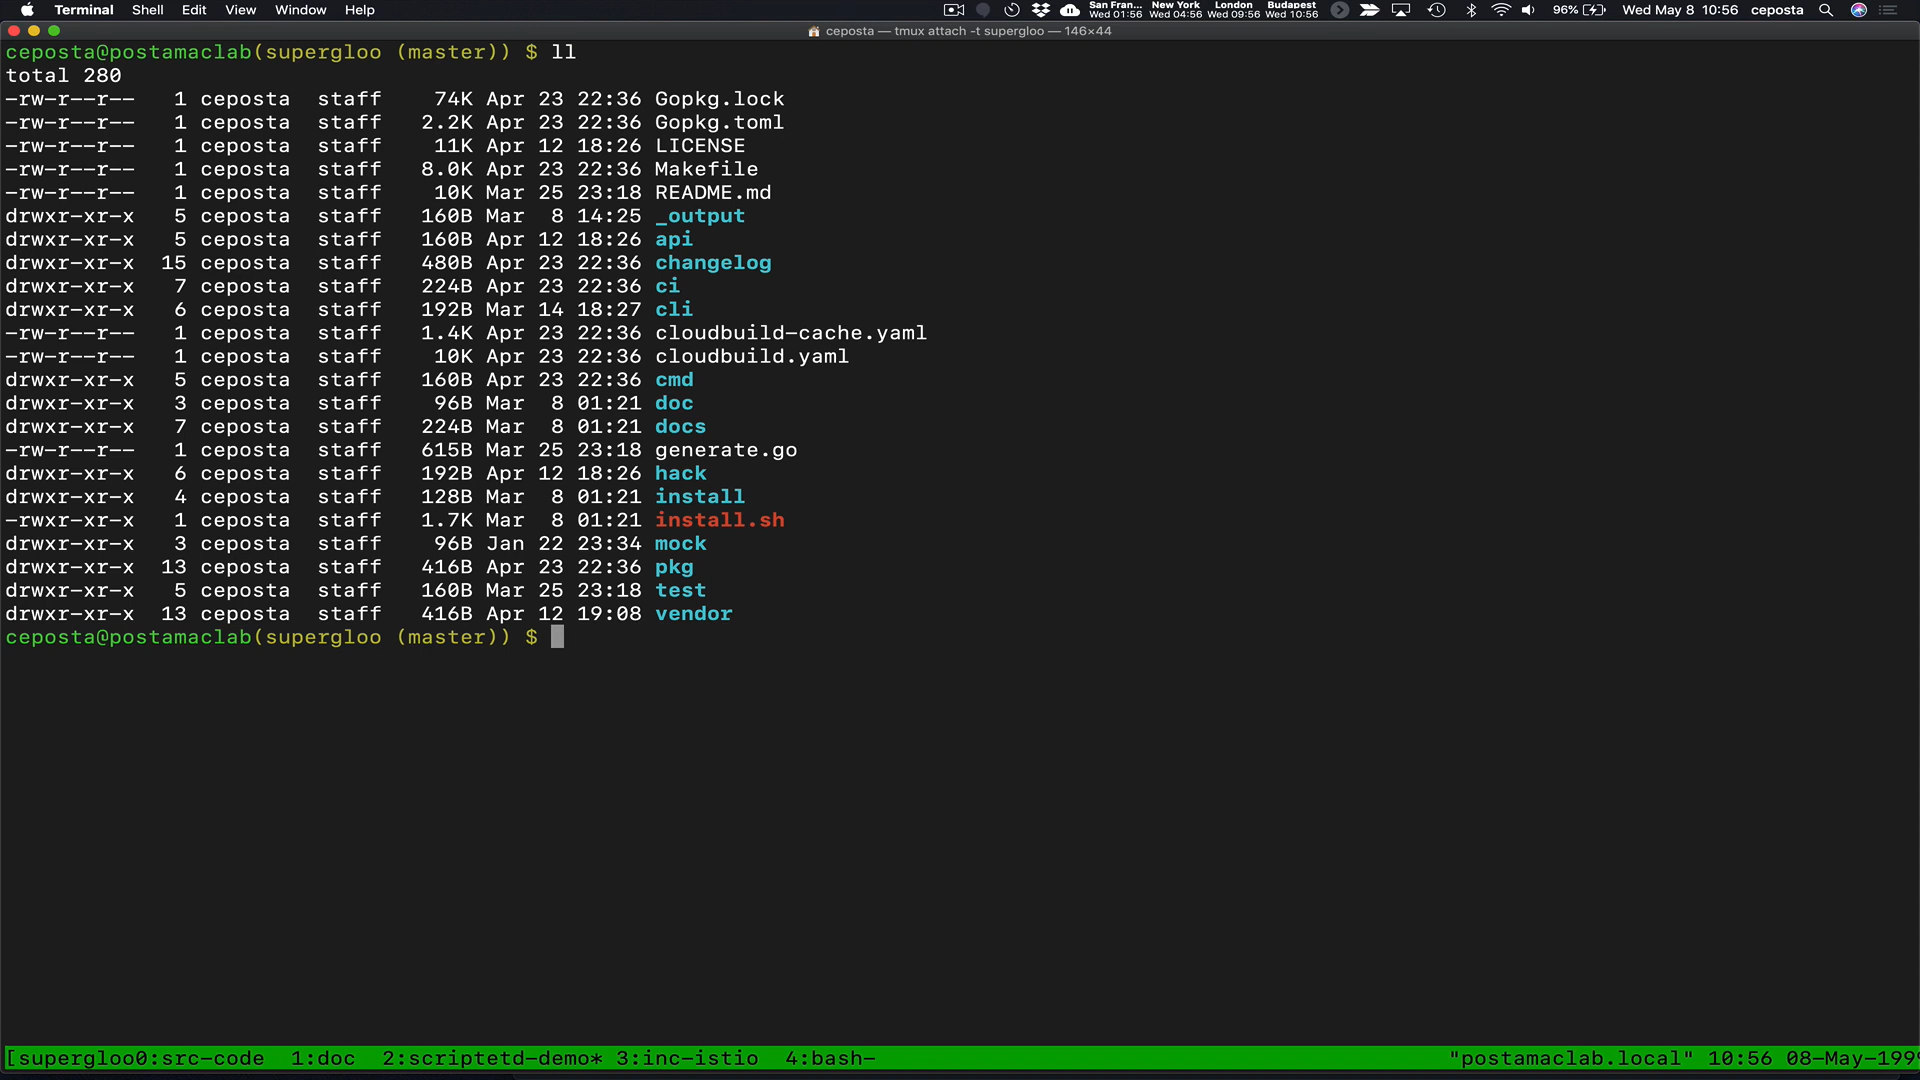 Terminal Shell Edit View Window Help San Fran... Wed 01:56 New York Wed 04:56 London Wed 09:56 Budapest Wed 10:56 96% Wed May 8 10:56 ceposta
ceposta — tmux attach -t supergloo — 146×44
ceposta@postamaclab(supergloo (master)) $ ll
total 280
-rw-r--r--   1 ceposta  staff    74K Apr 23 22:36 Gopkg.lock
-rw-r--r--   1 ceposta  staff   2.2K Apr 23 22:36 Gopkg.toml
-rw-r--r--   1 ceposta  staff    11K Apr 12 18:26 LICENSE
-rw-r--r--   1 ceposta  staff   8.0K Apr 23 22:36 Makefile
-rw-r--r--   1 ceposta  staff    10K Mar 25 23:18 README.md
drwxr-xr-x   5 ceposta  staff   160B Mar  8 14:25 _output
drwxr-xr-x   5 ceposta  staff   160B Apr 12 18:26 api
drwxr-xr-x  15 ceposta  staff   480B Apr 23 22:36 changelog
drwxr-xr-x   7 ceposta  staff   224B Apr 23 22:36 ci
drwxr-xr-x   6 ceposta  staff   192B Mar 14 18:27 cli
-rw-r--r--   1 ceposta  staff   1.4K Apr 23 22:36 cloudbuild-cache.yaml
-rw-r--r--   1 ceposta  staff    10K Apr 23 22:36 cloudbuild.yaml
drwxr-xr-x   5 ceposta  staff   160B Apr 23 22:36 cmd
drwxr-xr-x   3 ceposta  staff    96B Mar  8 01:21 doc
drwxr-xr-x   7 ceposta  staff   224B Mar  8 01:21 docs
-rw-r--r--   1 ceposta  staff   615B Mar 25 23:18 generate.go
drwxr-xr-x   6 ceposta  staff   192B Apr 12 18:26 hack
drwxr-xr-x   4 ceposta  staff   128B Mar  8 01:21 install
-rwxr-xr-x   1 ceposta  staff   1.7K Mar  8 01:21 install.sh
drwxr-xr-x   3 ceposta  staff    96B Jan 22 23:34 mock
drwxr-xr-x  13 ceposta  staff   416B Apr 23 22:36 pkg
drwxr-xr-x   5 ceposta  staff   160B Mar 25 23:18 test
drwxr-xr-x  13 ceposta  staff   416B Apr 12 19:08 vendor
ceposta@postamaclab(supergloo (master)) $
[supergloo0:src-code  1:doc  2:scriptetd-demo* 3:inc-istio  4:bash- "postamaclab.local" 10:56 08-May-199